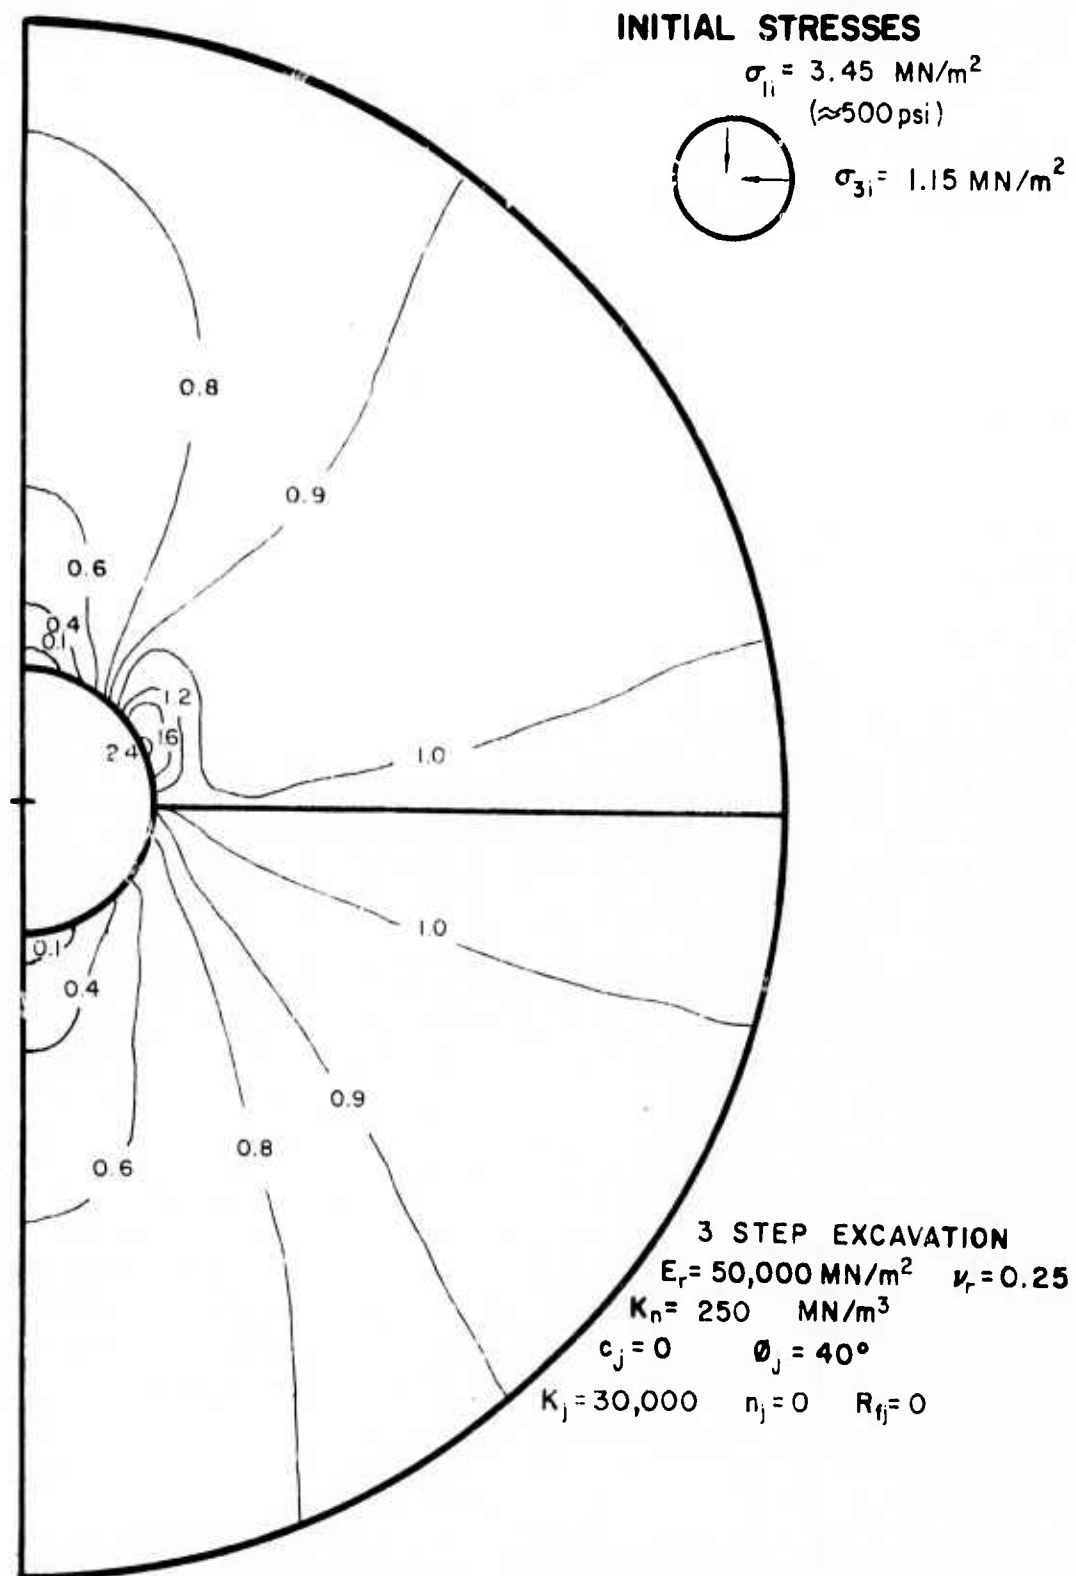 INITIAL STRESSES
σ1i = 3.45 MN/m2
(≈500 psi)
σ3i = 1.15 MN/m2
0.8
0.9
0.6
0.4
0.1
1.2
1.6
2.4
1.0
1.0
0.1
0.4
0.9
0.8
0.6
3 STEP EXCAVATION
Er = 50,000 MN/m2 νr = 0.25
Kn = 250 MN/m3
cj = 0 Øj = 40°
Kj = 30,000 nj = 0 Rfj = 0